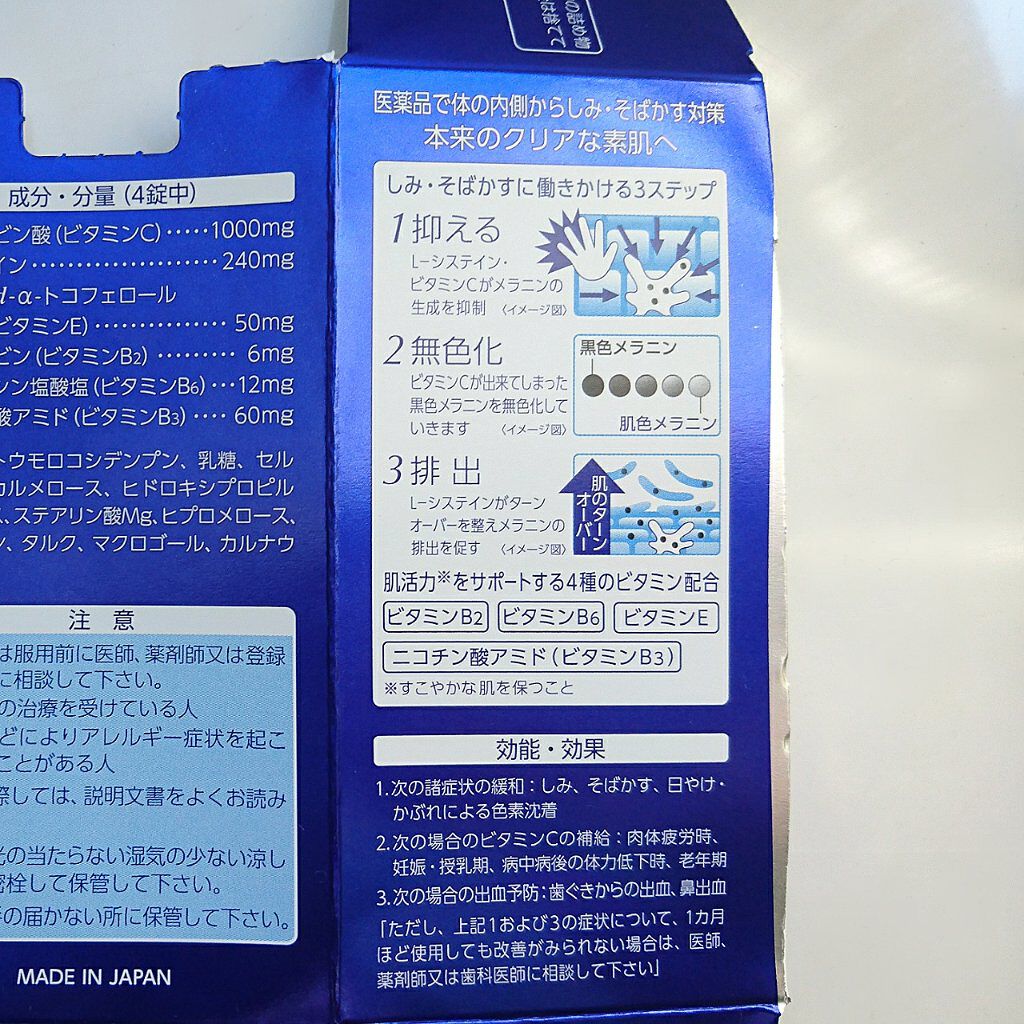 の詰め物
は捨てて
成分・分量(4錠中)
ビン酸(ビタミンC)‥‥‥1000mg
イン‥‥‥‥‥‥‥‥‥240mg
d-α-トコフェロール
ビタミンE)‥‥‥‥‥‥‥50mg
ビン(ビタミンB2)‥‥‥‥6mg
シン塩酸塩(ビタミンB6)‥‥12mg
酸アミド(ビタミンB3)‥‥60mg
トウモロコシデンプン、乳糖、セル
カルメロース、ヒドロキシプロピル
ス、ステアリン酸Mg、ヒプロメロース、
ン、タルク、マクロゴール、カルナウ
注意
は服用前に医師、薬剤師又は登録
に相談して下さい。
の治療を受けている人
どによりアレルギー症状を起こ
ことがある人
際しては、説明文書をよくお読み
光の当たらない湿気の少ない涼し
密栓して保管して下さい。
手の届かない所に保管して下さい。
MADE IN JAPAN
医薬品で体の内側からしみ・そばかす対策
本来のクリアな素肌へ
しみ・そばかすに働きかける3ステップ
1 抑える
L-システイン・
ビタミンCがメラニンの
生成を抑制 〈イメージ図〉
2 無色化
ビタミンCが出来てしまった
黒色メラニンを無色化して
いきます 〈イメージ図〉
黒色メラニン
肌色メラニン
3 排出
L-システインがターン
オーバーを整えメラニンの
排出を促す 〈イメージ図〉
肌のターン
オーバー
肌活力※をサポートする4種のビタミン配合
ビタミンB2 ビタミンB6 ビタミンE
ニコチン酸アミド(ビタミンB3)
※すこやかな肌を保つこと
効能・効果
1.次の諸症状の緩和:しみ、そばかす、日やけ・
かぶれによる色素沈着
2.次の場合のビタミンCの補給:肉体疲労時、
妊娠・授乳期、病中病後の体力低下時、老年期
3.次の場合の出血予防:歯ぐきからの出血、鼻出血
「ただし、上記1および3の症状について、1カ月
ほど使用しても改善がみられない場合は、医師、
薬剤師又は歯科医師に相談して下さい」